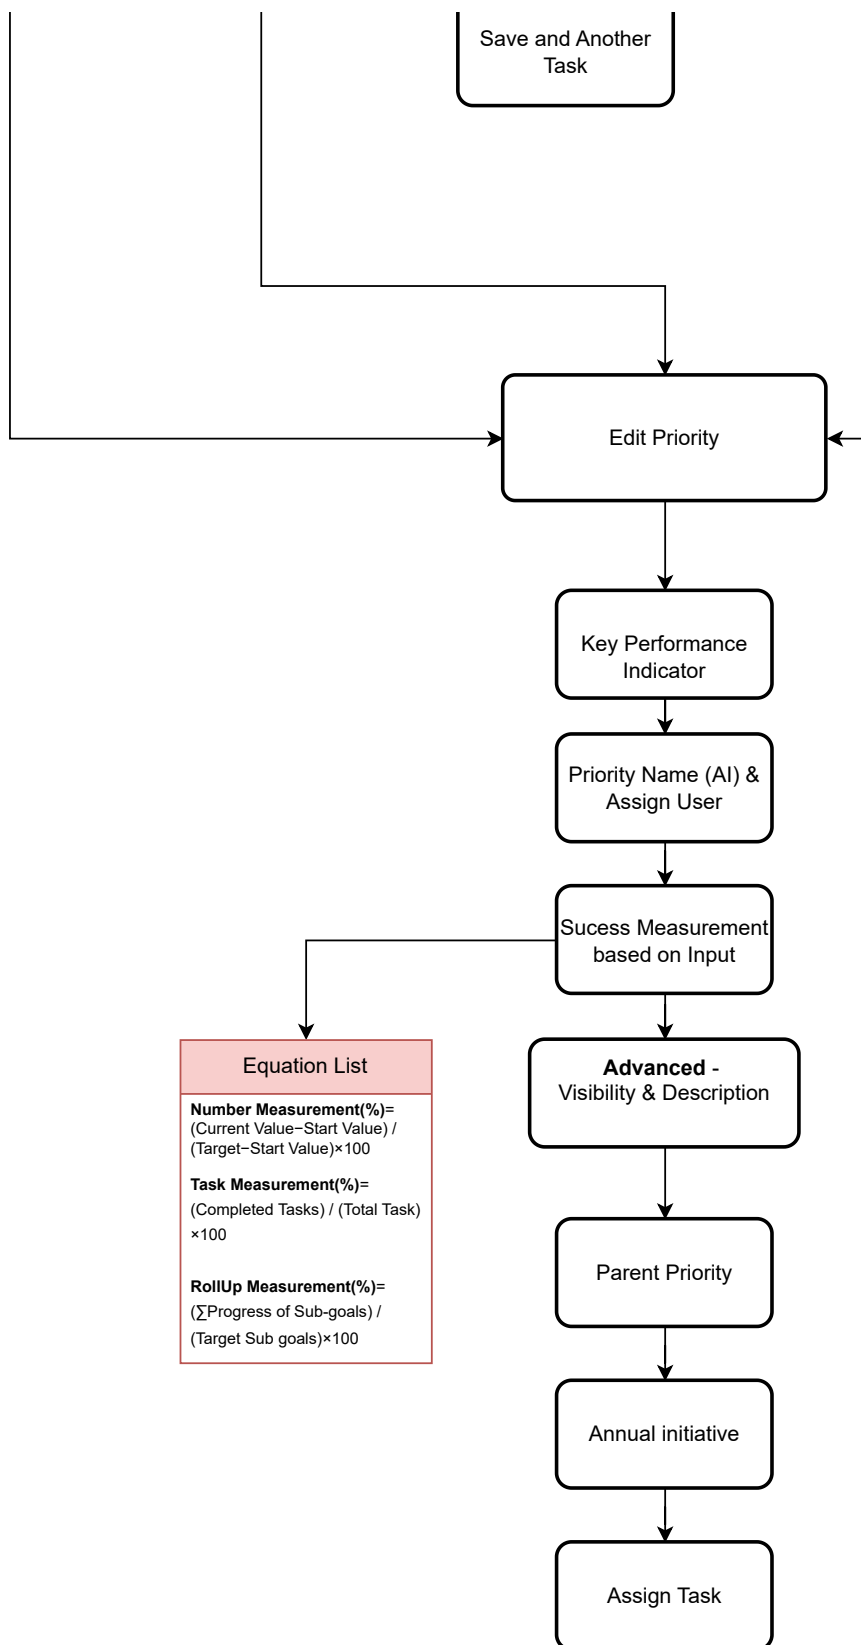 Save and Another
Task
Edit Priority
Key Performance
Indicator
Priority Name (AI) &
Assign User
Sucess Measurement
based on Input
Equation List
Number Measurement(%)=
(Current Value−Start Value) /
(Target−Start Value)×100
Task Measurement(%)=
(Completed Tasks) / (Total Task)
×100
RollUp Measurement(%)=
(∑Progress of Sub-goals) /
(Target Sub goals)×100
Advanced -
Visibility & Description
Parent Priority
Annual initiative
Assign Task